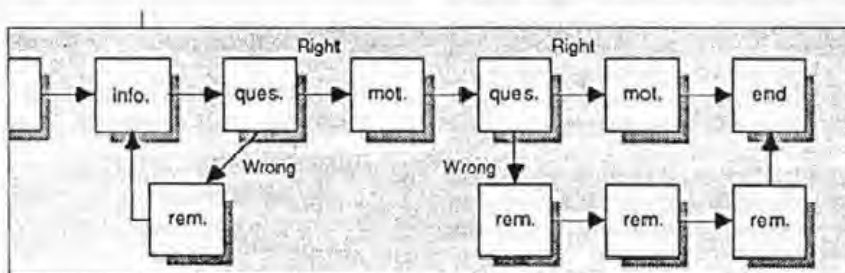 Right Right
info. ques. mot. ques. mot. end
Wrong Wrong
rem. rem. rem. rem.